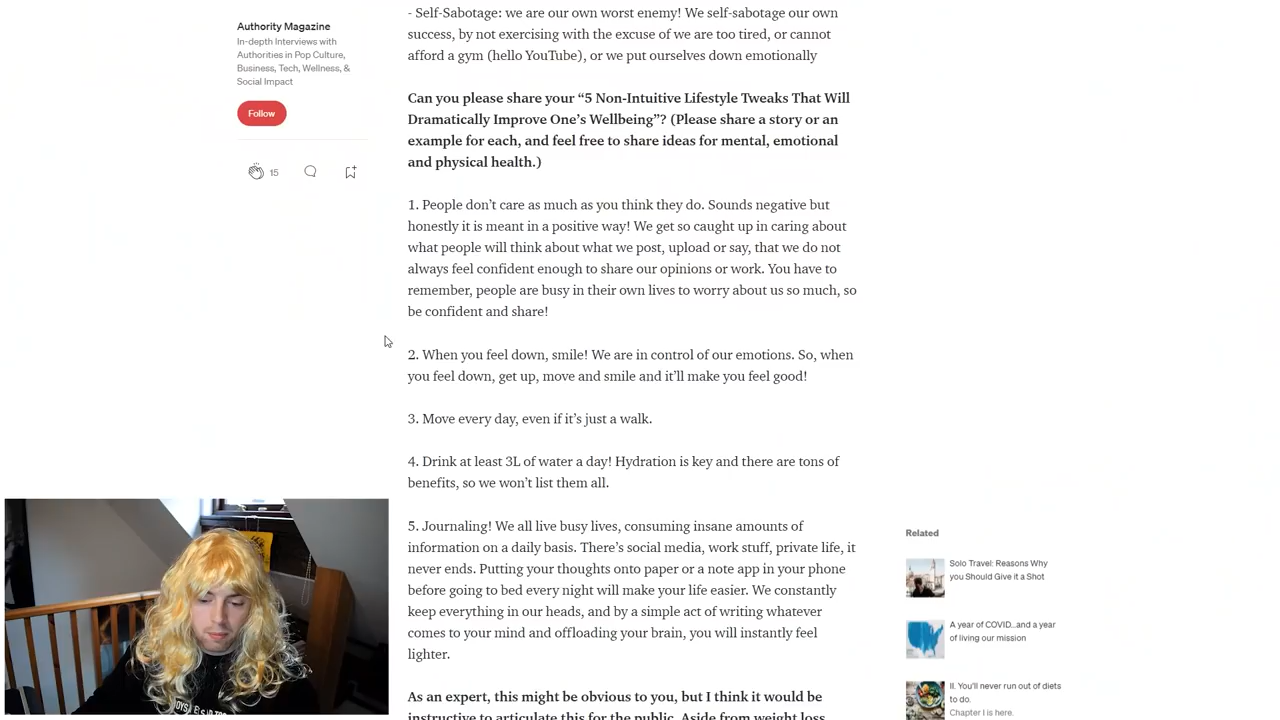 Authority Magazine
In-depth Interviews with
Authorities in Pop Culture,
Business, Tech, Wellness, &
Social Impact
Follow
15
- Self-Sabotage: we are our own worst enemy! We self-sabotage our own
success, by not exercising with the excuse of we are too tired, or cannot
afford a gym (hello YouTube), or we put ourselves down emotionally
Can you please share your “5 Non-Intuitive Lifestyle Tweaks That Will
Dramatically Improve One’s Wellbeing”? (Please share a story or an
example for each, and feel free to share ideas for mental, emotional
and physical health.)
1. People don’t care as much as you think they do. Sounds negative but
honestly it is meant in a positive way! We get so caught up in caring about
what people will think about what we post, upload or say, that we do not
always feel confident enough to share our opinions or work. You have to
remember, people are busy in their own lives to worry about us so much, so
be confident and share!
2. When you feel down, smile! We are in control of our emotions. So, when
you feel down, get up, move and smile and it’ll make you feel good!
3. Move every day, even if it’s just a walk.
4. Drink at least 3L of water a day! Hydration is key and there are tons of
benefits, so we won’t list them all.
5. Journaling! We all live busy lives, consuming insane amounts of
information on a daily basis. There’s social media, work stuff, private life, it
never ends. Putting your thoughts onto paper or a note app in your phone
before going to bed every night will make your life easier. We constantly
keep everything in our heads, and by a simple act of writing whatever
comes to your mind and offloading your brain, you will instantly feel
lighter.
As an expert, this might be obvious to you, but I think it would be
instructive to articulate this for the public. Aside from weight loss,
Related
Solo Travel: Reasons Why
you Should Give it a Shot
A year of COVID...and a year
of living our mission
II. You'll never run out of diets
to do.
Chapter I is here.